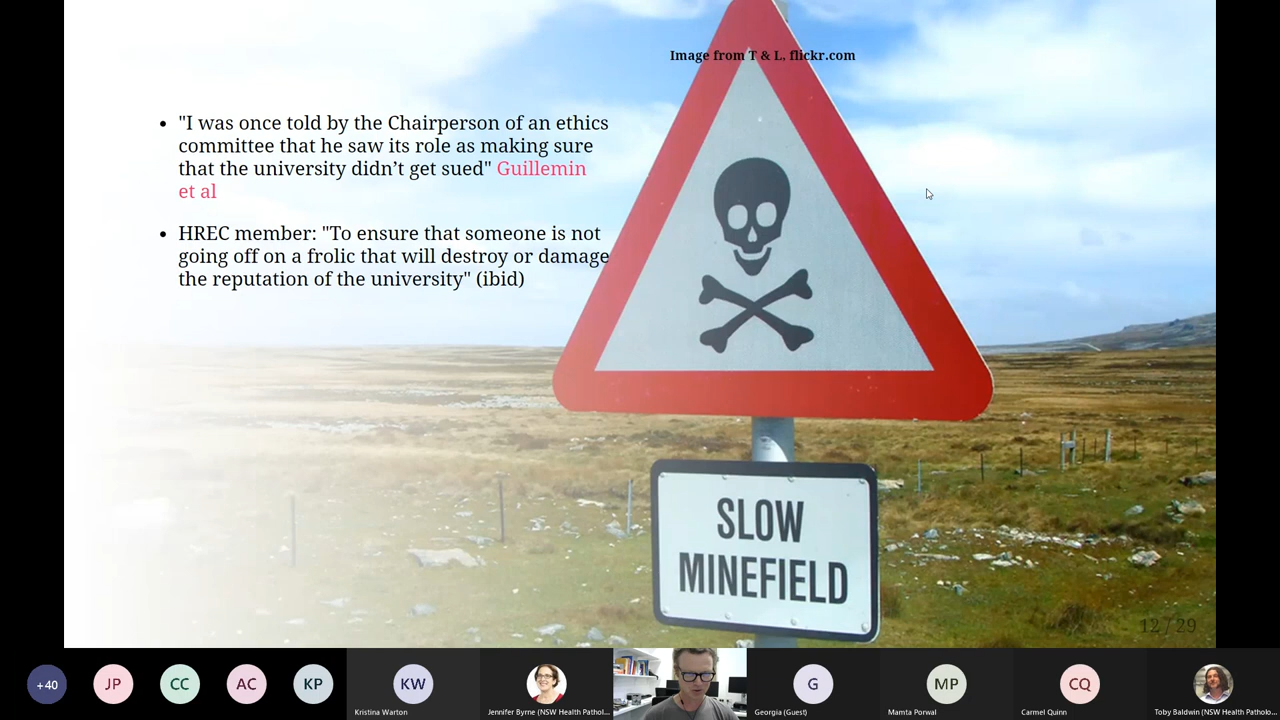 Image from T & L, flickr.com
"I was once told by the Chairperson of an ethics
committee that he saw its role as making sure
that the university didn’t get sued" Guillemin
et al
HREC member: "To ensure that someone is not
going off on a frolic that will destroy or damage
the reputation of the university" (ibid)
SLOW
MINEFIELD
12 / 29
+40
JP
CC
AC
KP
KW
Kristina Warton
Jennifer Byrne (NSW Health Pathol...
G
Georgia (Guest)
MP
Mamta Porwal
CQ
Carmel Quinn
Toby Baldwin (NSW Health Patholo...